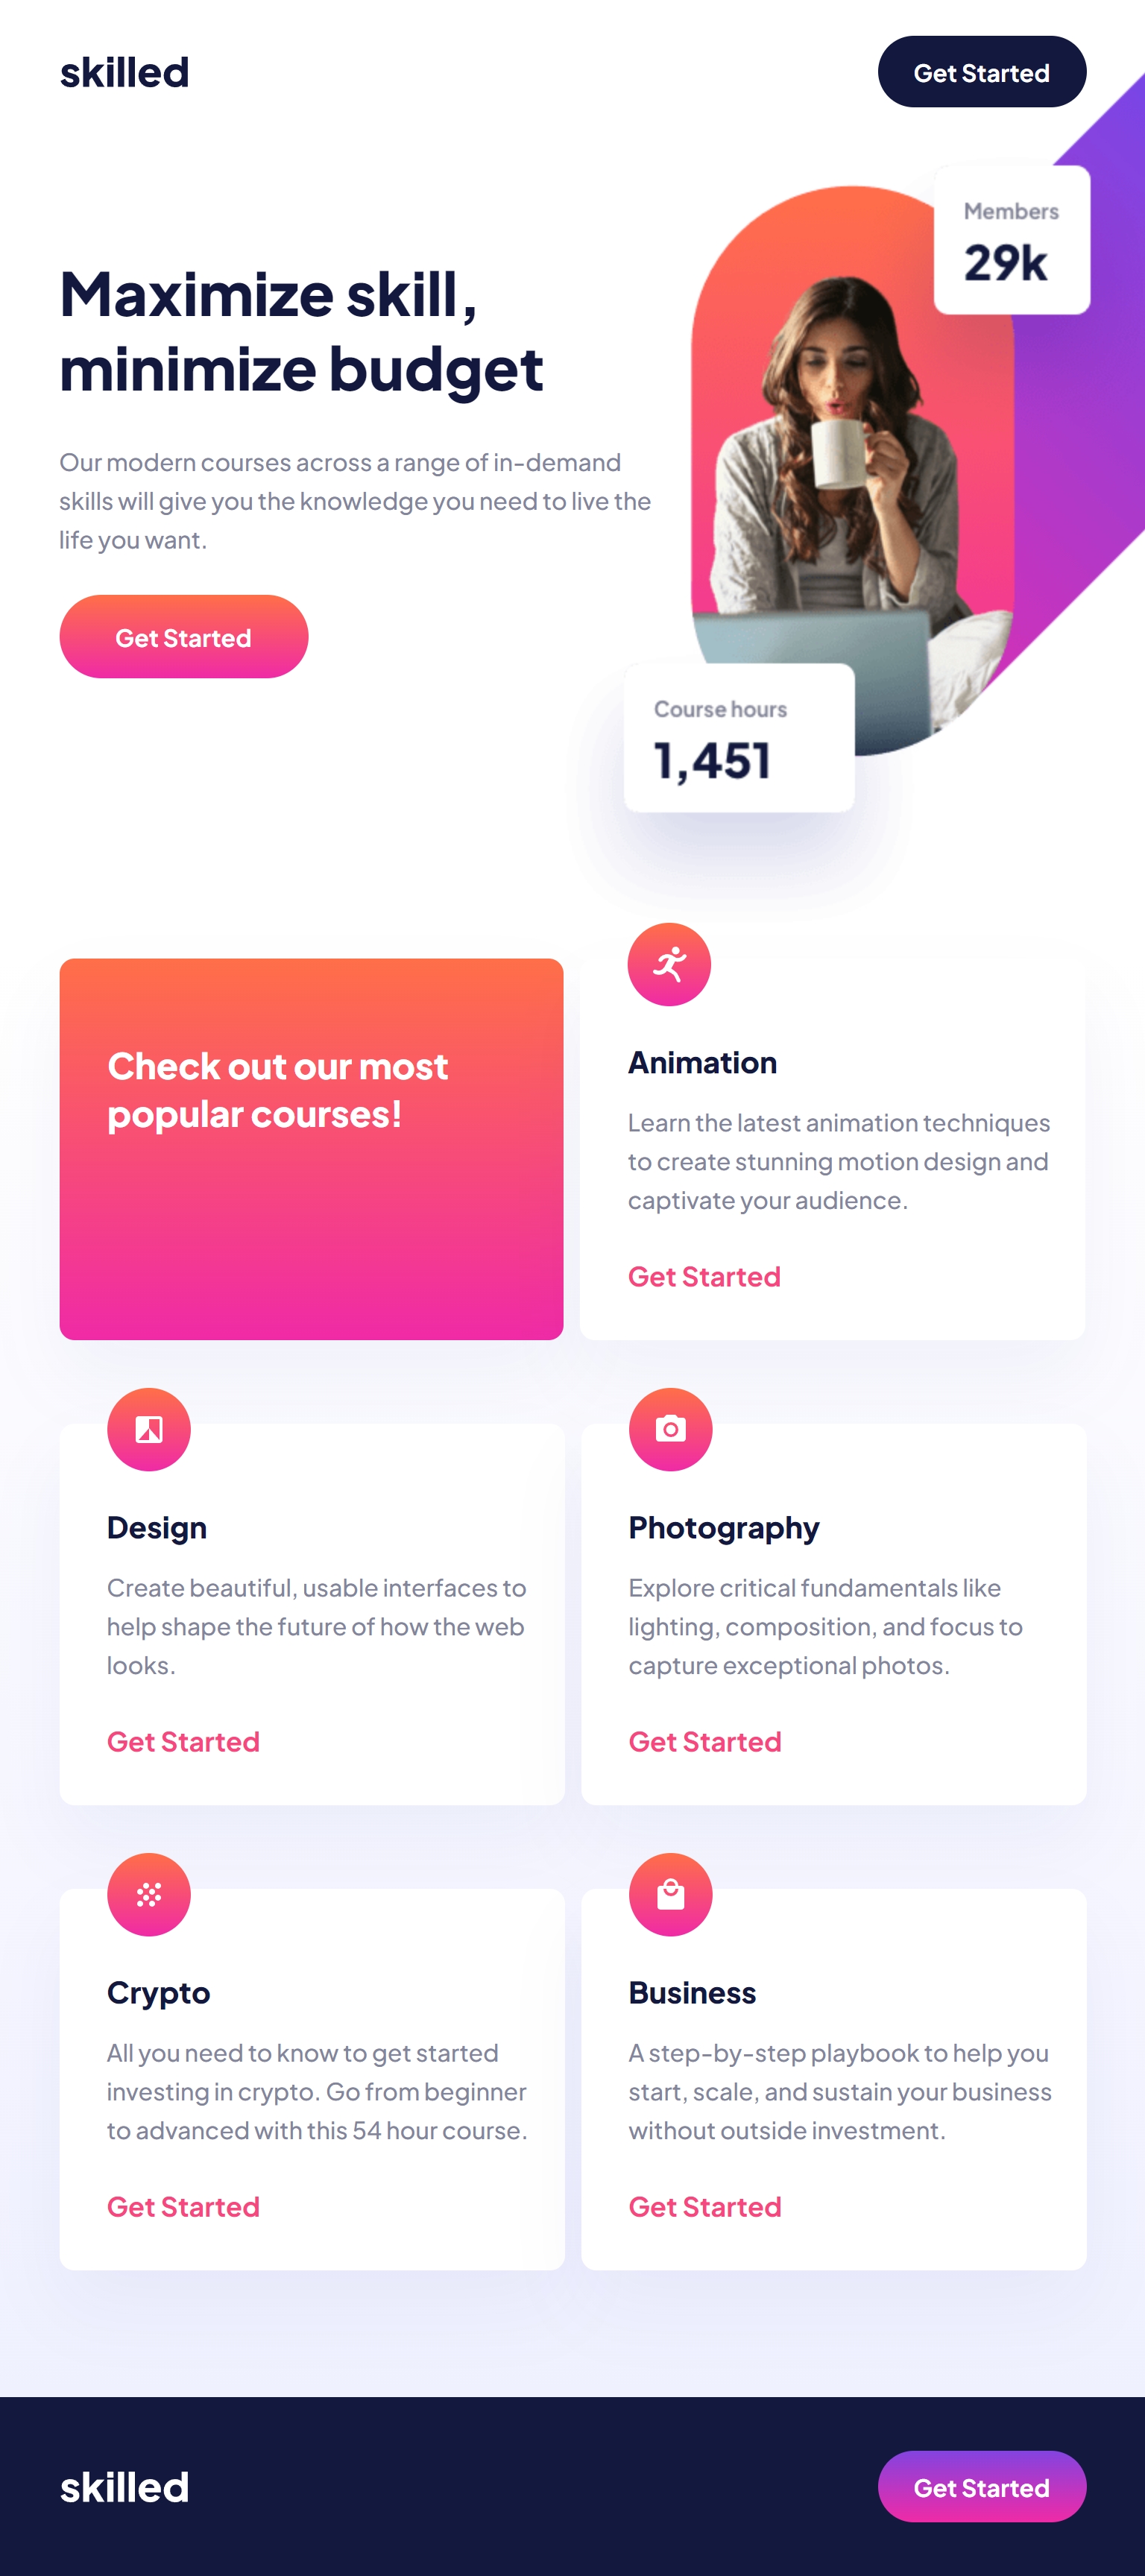 skilled
Get Started
Members
29k
Maximize skill,
minimize budget
Our modern courses across a range of in-demand
skills will give you the knowledge you need to live the
life you want.
Get Started
Course hours
1,451
Check out our most
popular courses!
Animation
Learn the latest animation techniques
to create stunning motion design and
captivate your audience.
Get Started
Design
Create beautiful, usable interfaces to
help shape the future of how the web
looks.
Get Started
Photography
Explore critical fundamentals like
lighting, composition, and focus to
capture exceptional photos.
Get Started
Crypto
All you need to know to get started
investing in crypto. Go from beginner
to advanced with this 54 hour course.
Get Started
Business
A step-by-step playbook to help you
start, scale, and sustain your business
without outside investment.
Get Started
skilled
Get Started